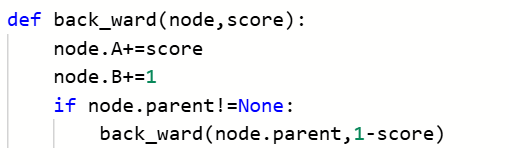 def back_ward(node,score):
    node.A+=score
    node.B+=1
    if node.parent!=None:
        back_ward(node.parent,1-score)